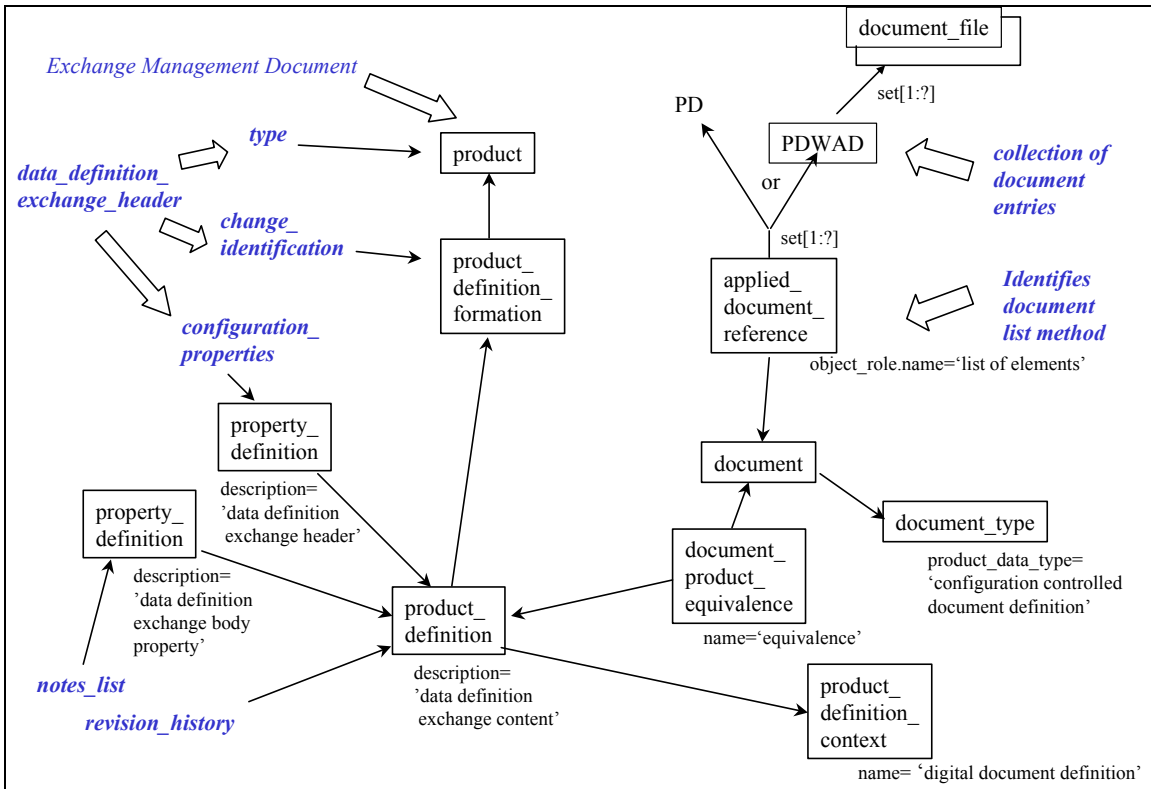 document_file
Exchange Management Document
set[1:?]
PD
type
PDWAD
product
collection of
document
entries
data_definition_
exchange_header
or
change_
identification
set[1:?]
product_
definition_
formation
applied_
document_
reference
Identifies
document
list method
object_role.name=‘list of elements’
configuration_
properties
property_
definition
description=
’data definition
exchange header’
document
property_
definition
description=
’data definition
exchange body
property’
document_type
product_data_type=
‘configuration controlled
document definition’
document_
product_
equivalence
name=‘equivalence’
product_
definition
description=
’data definition
exchange content’
notes_list
revision_history
product_
definition_
context
name= ‘digital document definition’